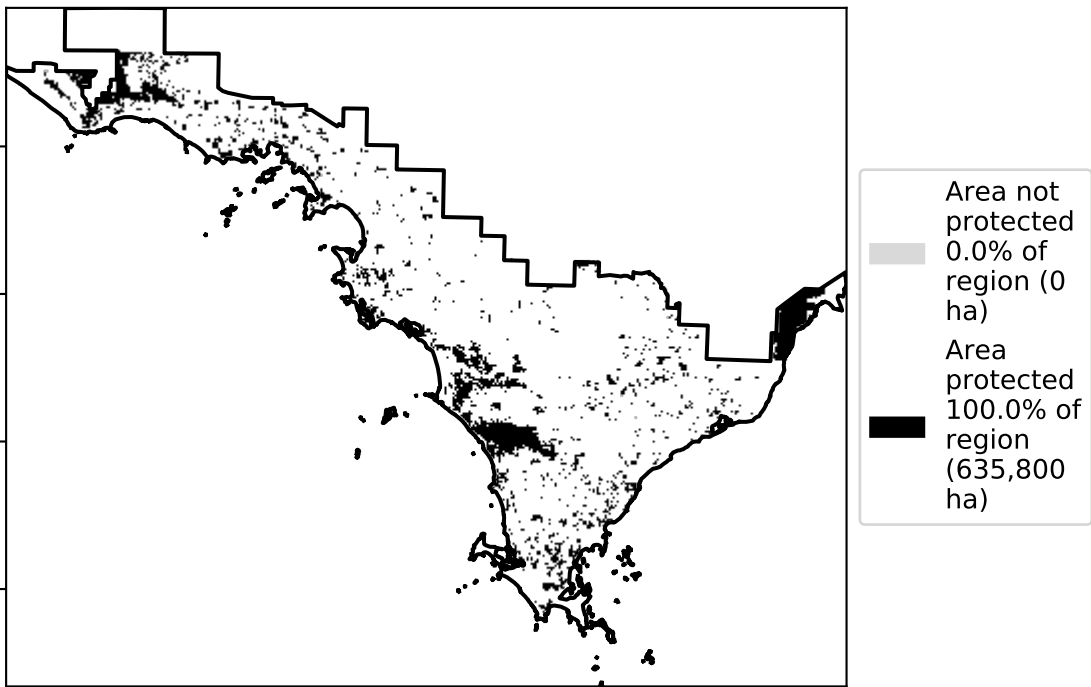 Area not
protected
0.0% of
region (0
ha)
Area
protected
100.0% of
region
(635,800
ha)